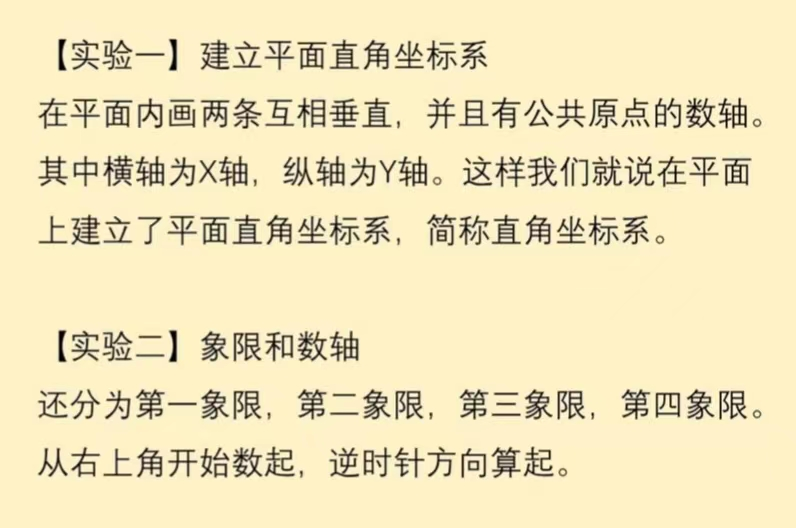 【实验一】建立平面直角坐标系
在平面内画两条互相垂直，并且有公共原点的数轴。
其中横轴为X轴，纵轴为Y轴。这样我们就说在平面
上建立了平面直角坐标系，简称直角坐标系。
【实验二】象限和数轴
还分为第一象限，第二象限，第三象限，第四象限。
从右上角开始数起，逆时针方向算起。